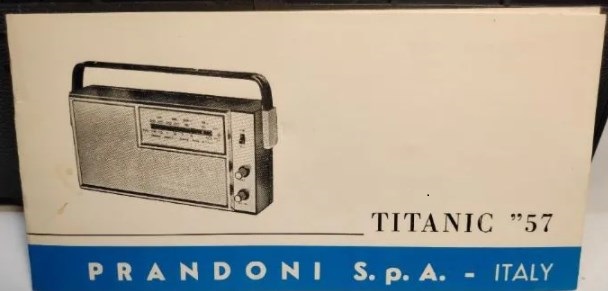 TITANIC ”57
PRANDONI S.p.A. - ITALY